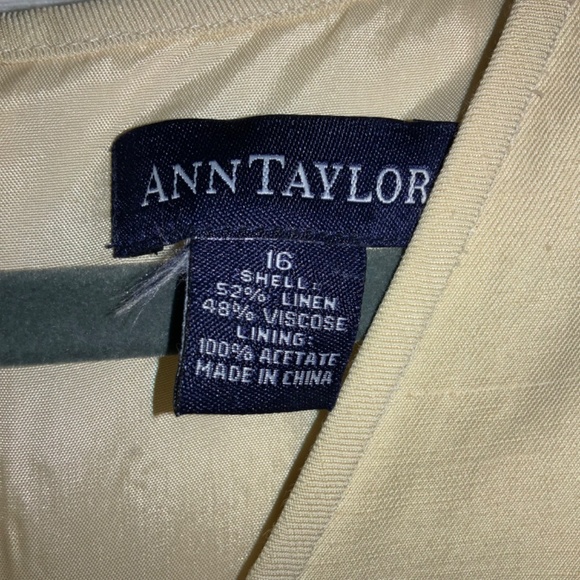 ANNTAYLOR
16
SHELL:
52% LINEN
48% VISCOSE
LINING:
100% ACETATE
MADE IN CHINA